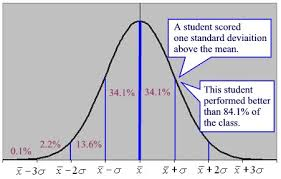 A student scored
one standard deviaition
above the mean.
34.1% 34.1%
This student
performed better
than 84.1% of
the class.
0.1% 2.2% 13.6%
x̅ − 3σ x̅ − 2σ x̅ − σ x̅ x̅ + σ x̅ + 2σ x̅ + 3σ